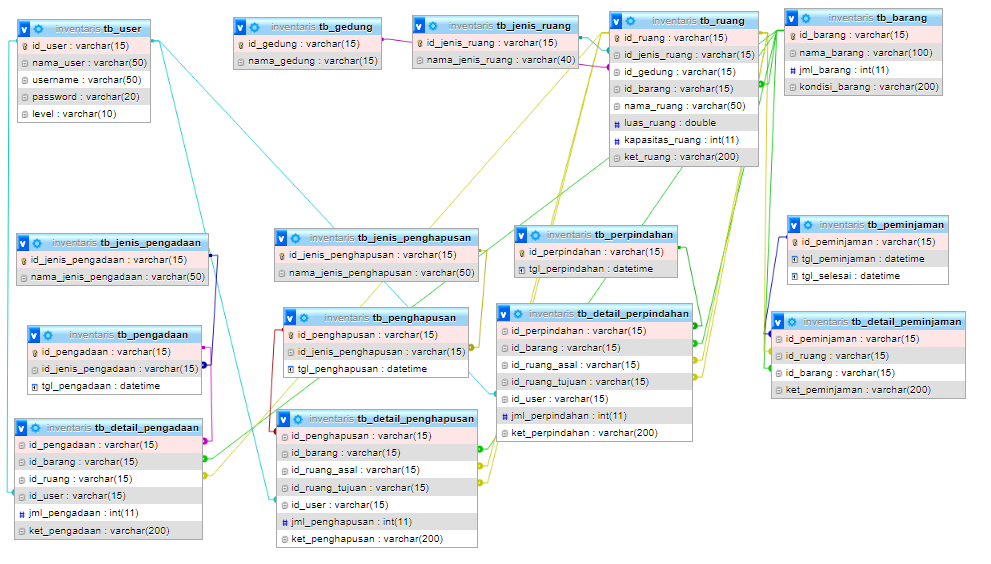 inventaris tb_user
id_user : varchar(15)
nama_user : varchar(50)
username : varchar(50)
password : varchar(20)
level : varchar(10)
inventaris tb_gedung
id_gedung : varchar(15)
nama_gedung : varchar(15)
inventaris tb_jenis_ruang
id_jenis_ruang : varchar(15)
nama_jenis_ruang : varchar(40)
inventaris tb_ruang
id_ruang : varchar(15)
id_jenis_ruang : varchar(15)
id_gedung : varchar(15)
id_barang : varchar(15)
nama_ruang : varchar(50)
# luas_ruang : double
# kapasitas_ruang : int(11)
ket_ruang : varchar(200)
inventaris tb_barang
id_barang : varchar(15)
nama_barang : varchar(100)
# jml_barang : int(11)
kondisi_barang : varchar(200)
inventaris tb_jenis_pengadaan
id_jenis_pengadaan : varchar(15)
nama_jenis_pengadaan : varchar(50)
inventaris tb_jenis_penghapusan
id_jenis_penghapusan : varchar(15)
nama_jenis_penghapusan : varchar(50)
inventaris tb_perpindahan
id_perpindahan : varchar(15)
tgl_perpindahan : datetime
inventaris tb_peminjaman
id_peminjaman : varchar(15)
tgl_peminjaman : datetime
tgl_selesai : datetime
inventaris tb_pengadaan
id_pengadaan : varchar(15)
id_jenis_pengadaan : varchar(15)
tgl_pengadaan : datetime
inventaris tb_penghapusan
id_penghapusan : varchar(15)
id_jenis_penghapusan : varchar(15)
tgl_penghapusan : datetime
inventaris tb_detail_perpindahan
id_perpindahan : varchar(15)
id_barang : varchar(15)
id_ruang_asal : varchar(15)
id_ruang_tujuan : varchar(15)
id_user : varchar(15)
# jml_perpindahan : int(11)
ket_perpindahan : varchar(200)
inventaris tb_detail_peminjaman
id_peminjaman : varchar(15)
id_ruang : varchar(15)
id_barang : varchar(15)
ket_peminjaman : varchar(200)
inventaris tb_detail_pengadaan
id_pengadaan : varchar(15)
id_barang : varchar(15)
id_ruang : varchar(15)
id_user : varchar(15)
# jml_pengadaan : int(11)
ket_pengadaan : varchar(200)
inventaris tb_detail_penghapusan
id_penghapusan : varchar(15)
id_barang : varchar(15)
id_ruang_asal : varchar(15)
id_ruang_tujuan : varchar(15)
id_user : varchar(15)
# jml_penghapusan : int(11)
ket_penghapusan : varchar(200)